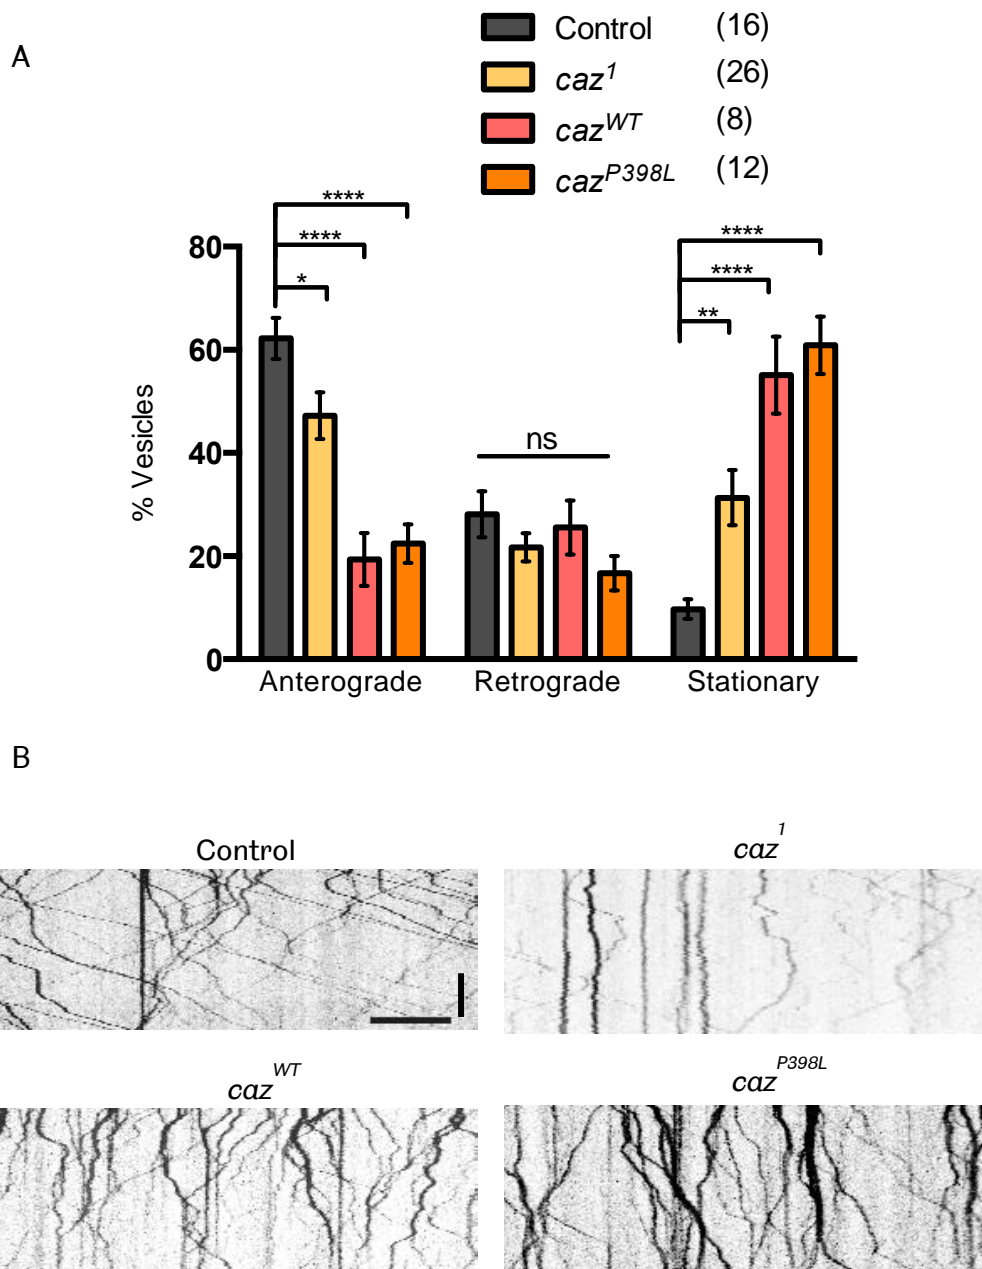 A
Control (16)
caz1 (26)
cazWT (8)
cazP398L (12)
****
****
*
****
****
**
ns
% Vesicles
80
60
40
20
0
Anterograde Retrograde Stationary
B
Control
caz1
cazWT
cazP398L